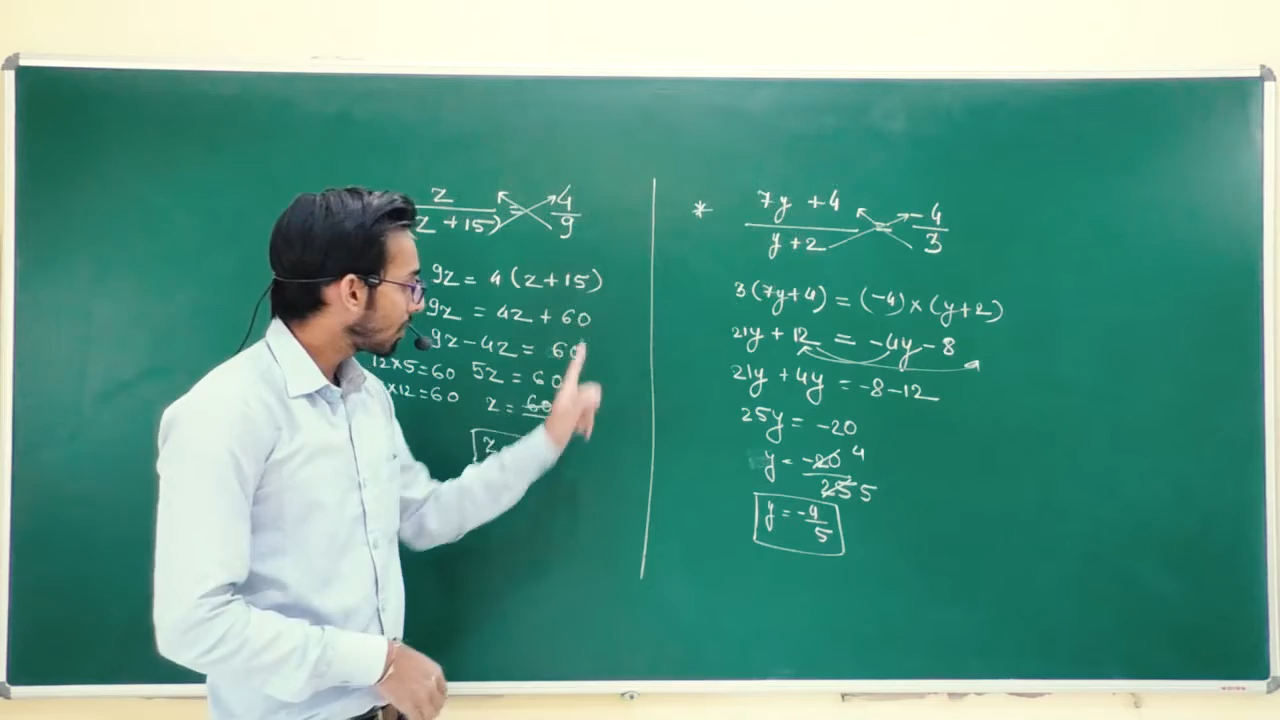 z/(z+15) = 4/9
9z = 4(z+15)
9z = 4z+60
9z-4z = 60
12×5=60 5z = 60
×12=60 z = 60
z
* (7y+4)/(y+2) = -4/3
3(7y+4) = (-4)×(y+2)
21y+12 = -4y-8
21y+4y = -8-12
25y = -20
y = -20/25 4/5
y = -4/5